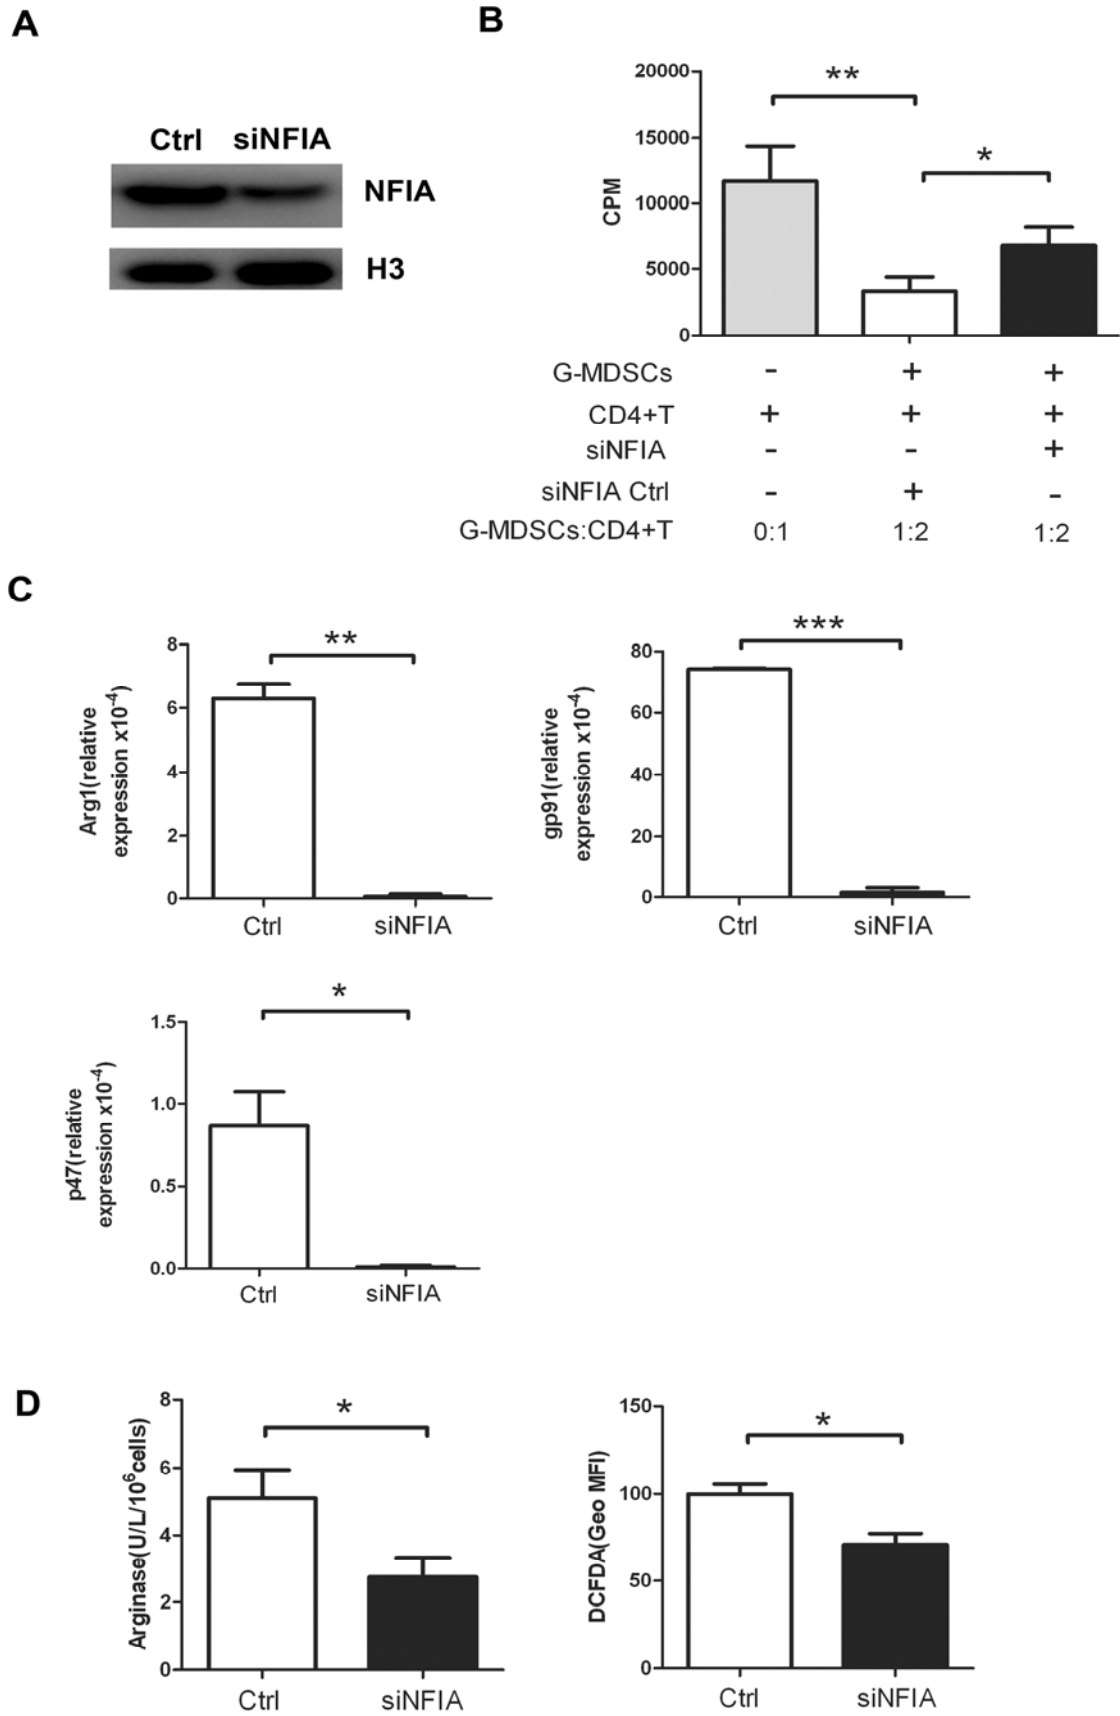 A
Ctrl siNFIA
NFIA
H3
B
20000
15000
10000
5000
0
CPM
**
*
G-MDSCs - + +
CD4+T + + +
siNFIA - - +
siNFIA Ctrl - + -
G-MDSCs:CD4+T 0:1 1:2 1:2
C
8
6
4
2
0
Arg1(relative
expression x10⁻⁴)
**
Ctrl siNFIA
80
60
40
20
0
gp91(relative
expression x10⁻⁴)
***
Ctrl siNFIA
1.5
1.0
0.5
0.0
p47(relative
expression x10⁻⁴)
*
Ctrl siNFIA
D
8
6
4
2
0
Arginase(U/L/10⁶cells)
*
Ctrl siNFIA
150
100
50
0
DCFDA(Geo MFI)
*
Ctrl siNFIA